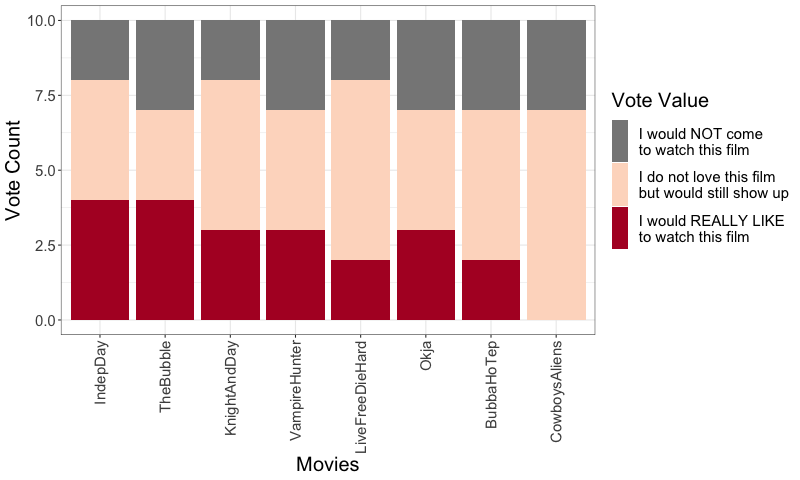 Vote Count
10.0
7.5
5.0
2.5
0.0
IndepDay
TheBubble
KnightAndDay
VampireHunter
LiveFreeDieHard
Okja
BubbaHoTep
CowboysAliens
Movies
Vote Value
I would NOT come
to watch this film
I do not love this film
but would still show up
I would REALLY LIKE
to watch this film